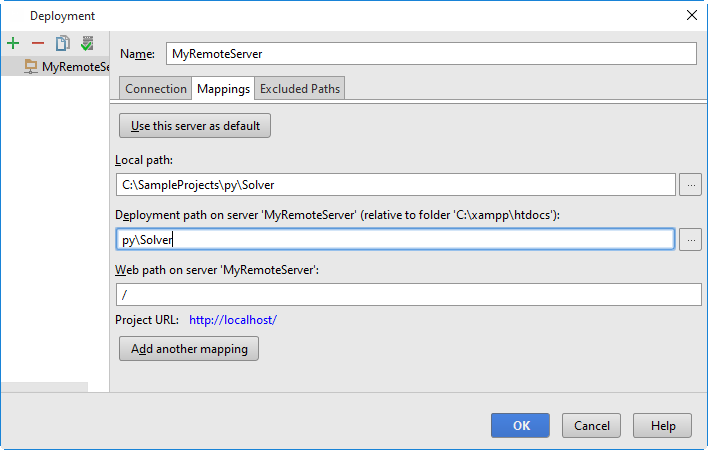 Deployment
MyRemoteSe
Name: MyRemoteServer
Connection Mappings Excluded Paths
Use this server as default
Local path:
C:\SampleProjects\py\Solver
...
Deployment path on server 'MyRemoteServer' (relative to folder 'C:\xampp\htdocs'):
py\Solver
...
Web path on server 'MyRemoteServer':
/
Project URL: http://localhost/
Add another mapping
OK Cancel Help